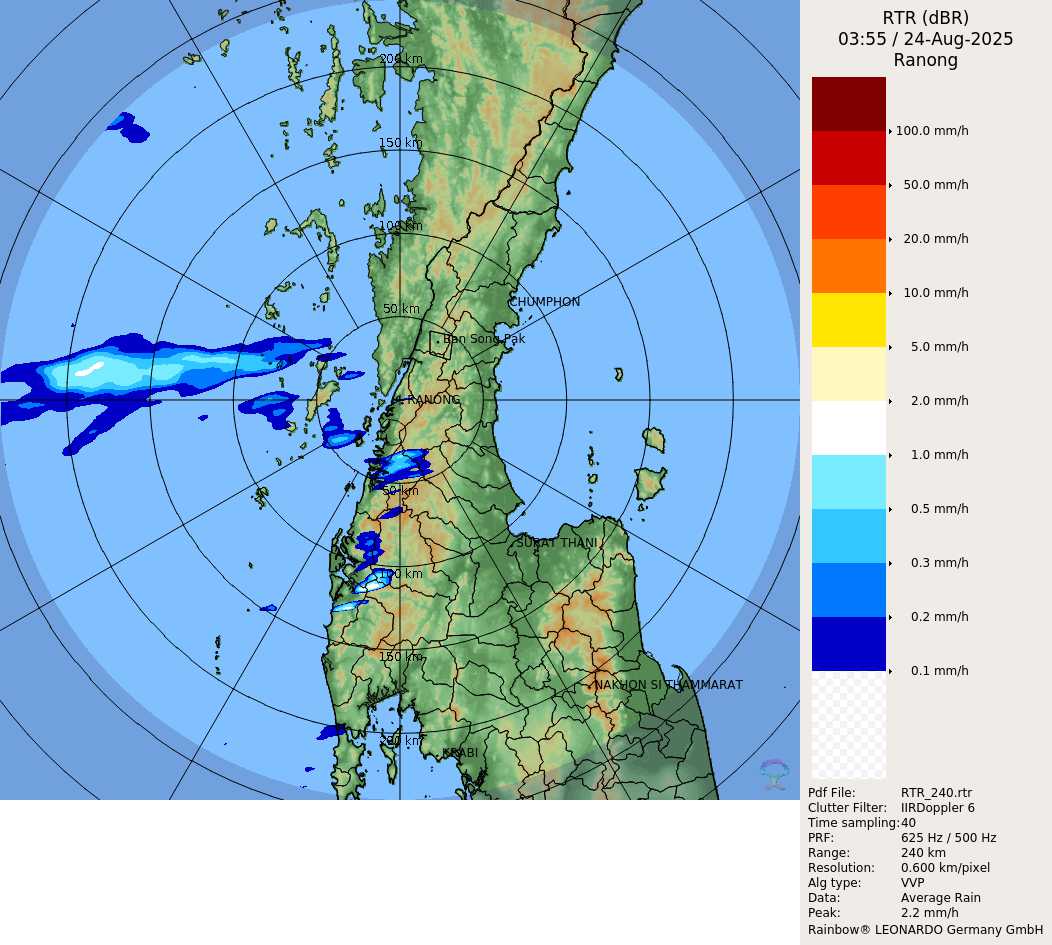 200 km
150 km
100 km
50 km
CHUMPHON
Ban Song Pak
RANONG
50 km
SURAT THANI
100 km
150 km
NAKHON SI THAMMARAT
200 km
KRABI
RTR (dBR)
03:55 / 24-Aug-2025
Ranong
100.0 mm/h
50.0 mm/h
20.0 mm/h
10.0 mm/h
5.0 mm/h
2.0 mm/h
1.0 mm/h
0.5 mm/h
0.3 mm/h
0.2 mm/h
0.1 mm/h
Pdf File: RTR_240.rtr
Clutter Filter: IIRDoppler 6
Time sampling:40
PRF: 625 Hz / 500 Hz
Range: 240 km
Resolution: 0.600 km/pixel
Alg type: VVP
Data: Average Rain
Peak: 2.2 mm/h
Rainbow® LEONARDO Germany GmbH